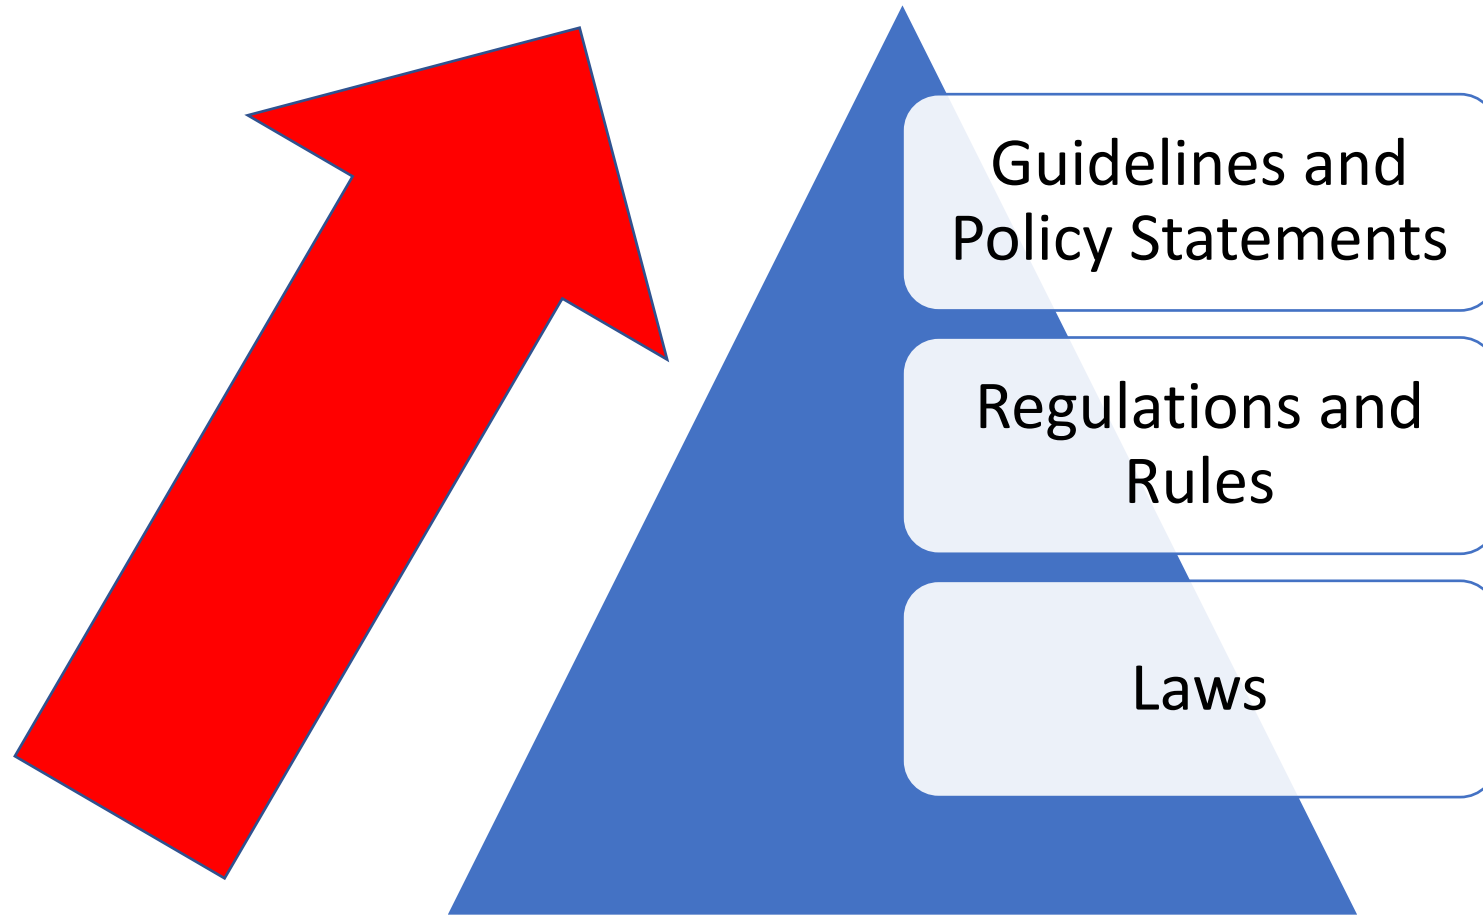 Guidelines and
Policy Statements
Regulations and
Rules
Laws